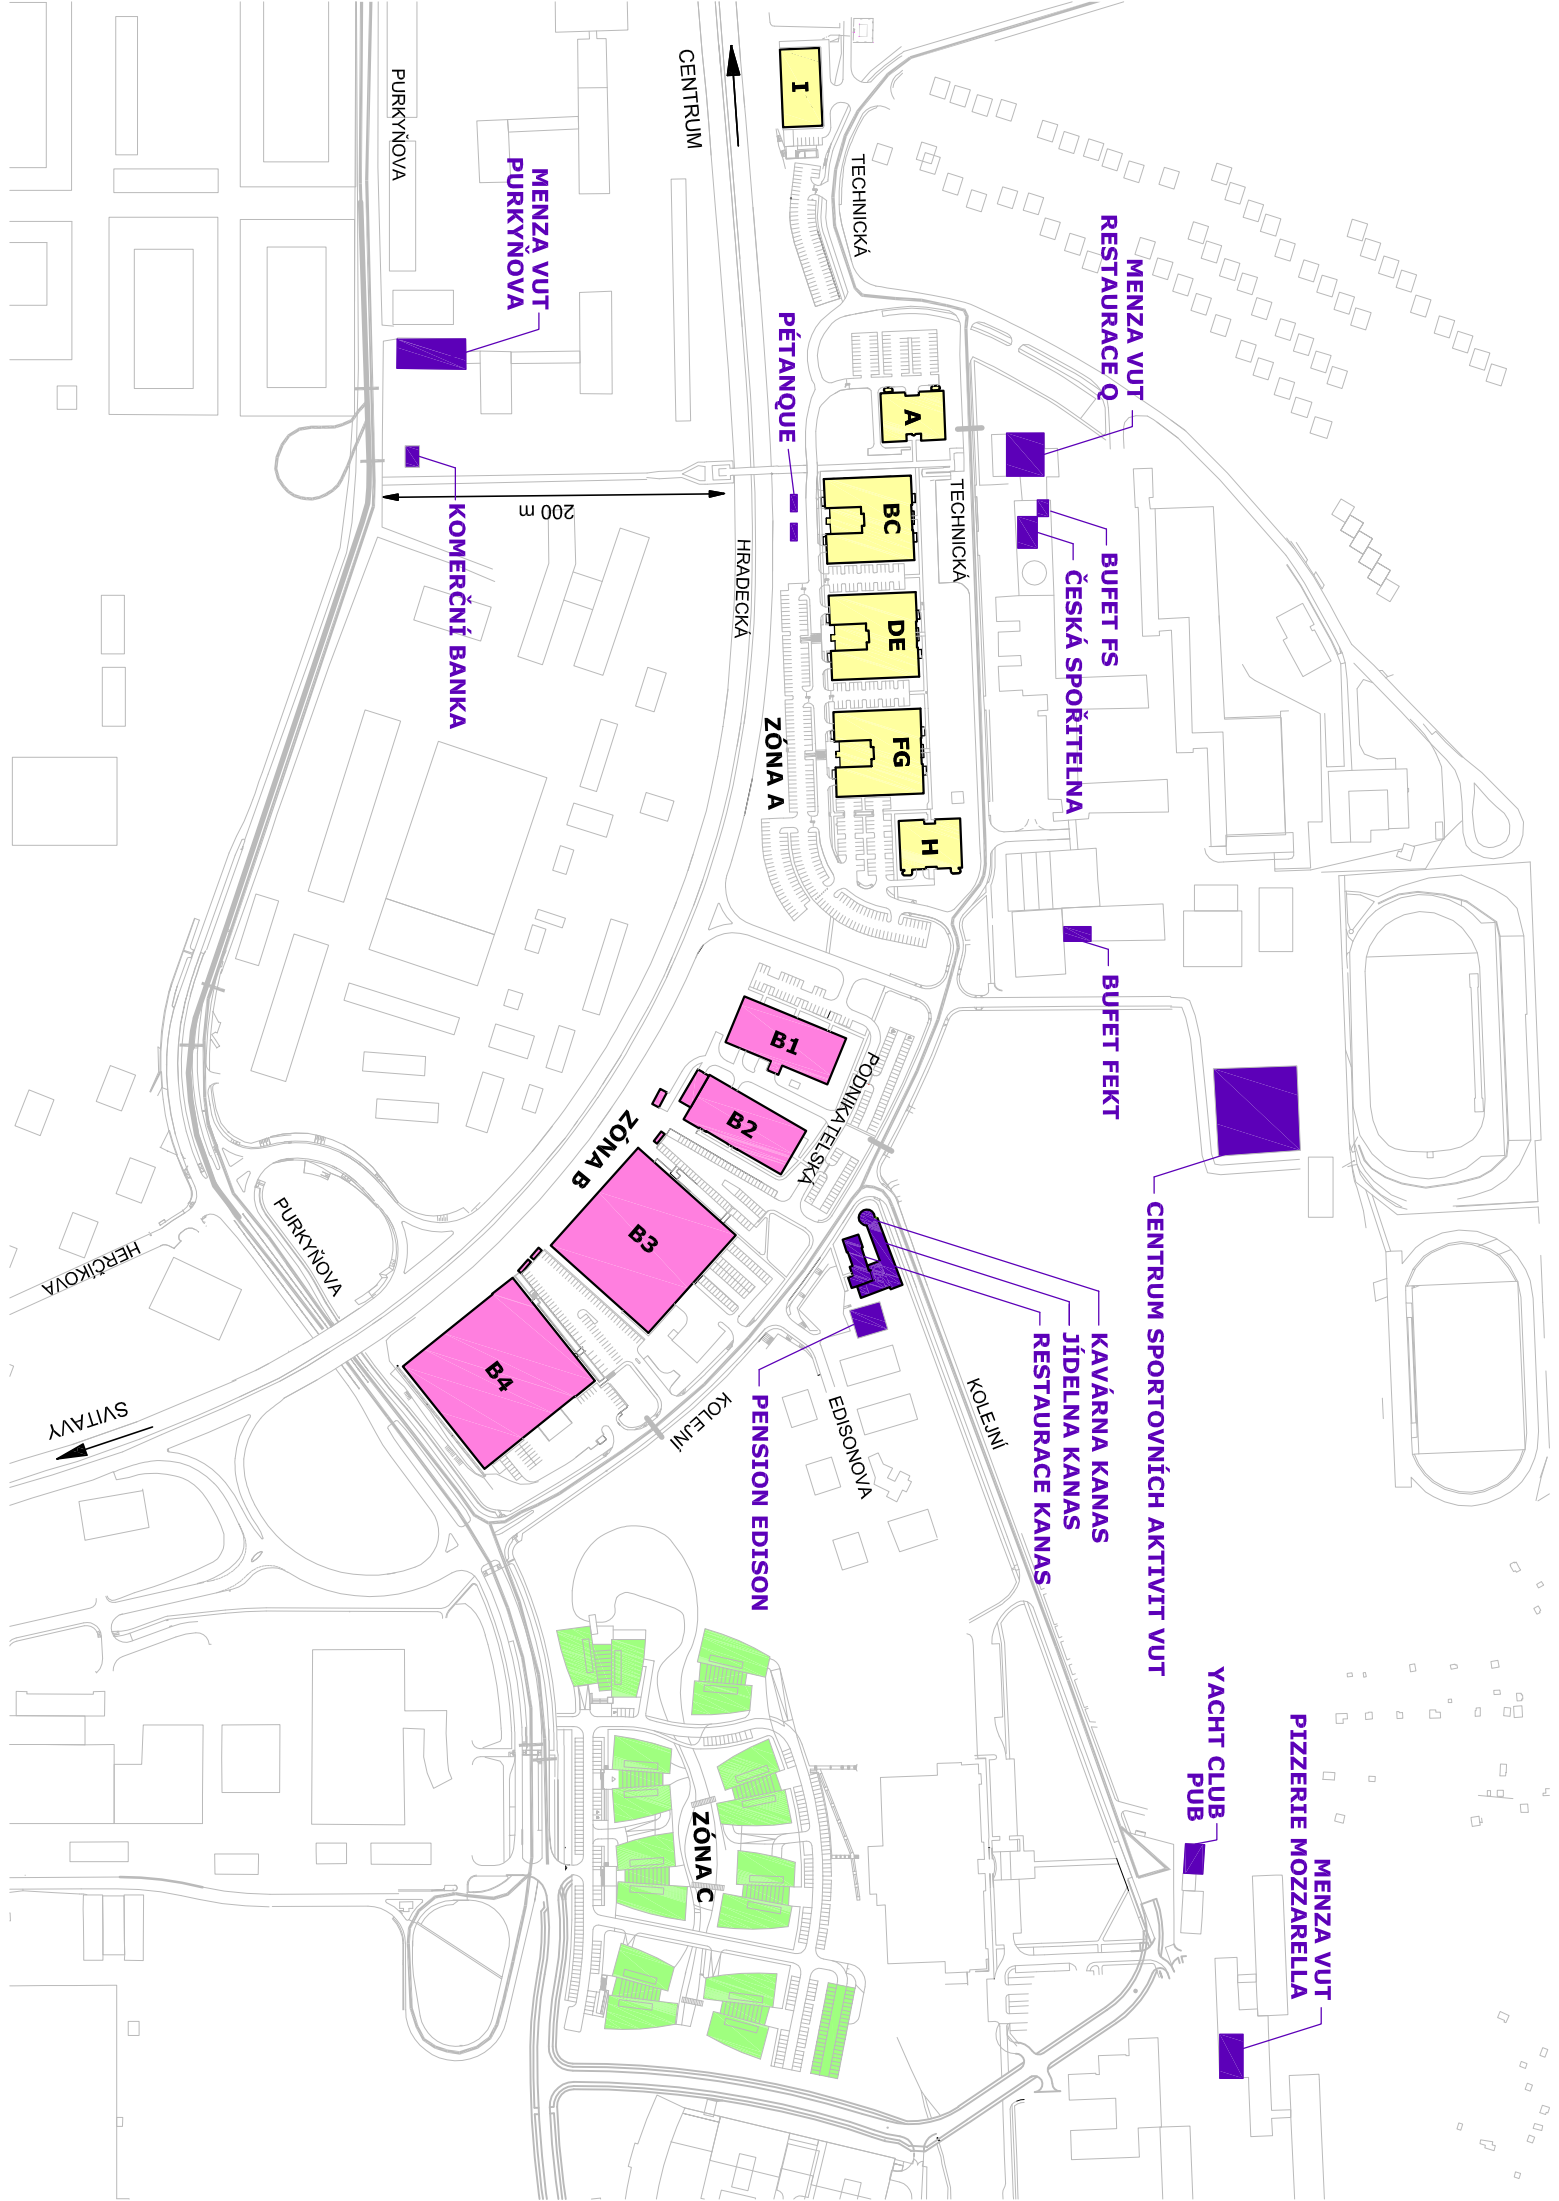 I
CENTRUM
PURKYŇOVA
TECHNICKÁ
MENZA VUT
PURKYŇOVA
MENZA VUT
RESTAURACE Q
PÉTANQUE
A
BC
TECHNICKÁ
200 m
KOMERČNÍ BANKA
HRADECKÁ
BUFET FS
ČESKÁ SPOŘITELNA
DE
FG
ZÓNA A
H
BUFET FEKT
B1
PODNIKATELSKÁ
B2
ZÓNA B
B3
B4
PURKYŇOVA
HERČÍKOVA
SVITAVY
CENTRUM SPORTOVNÍCH AKTIVIT VUT
KAVÁRNA KANAS
JÍDELNA KANAS
RESTAURACE KANAS
PENSION EDISON
EDISONOVA
KOLEJNÍ
KOLEJNÍ
YACHT CLUB
PUB
MENZA VUT
PIZZERIE MOZZARELLA
ZÓNA C